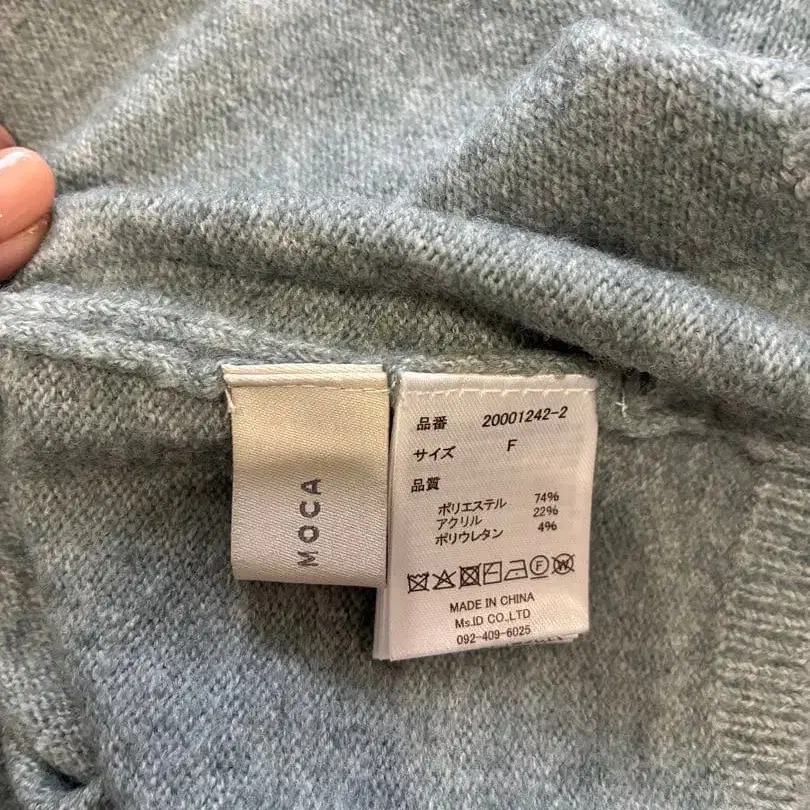 MOCA
品番 20001242-2
サイズ F
品質
ポリエステル 74%
アクリル 22%
ポリウレタン 4%
F W
MADE IN CHINA
Ms.ID CO.,LTD
092-409-6025